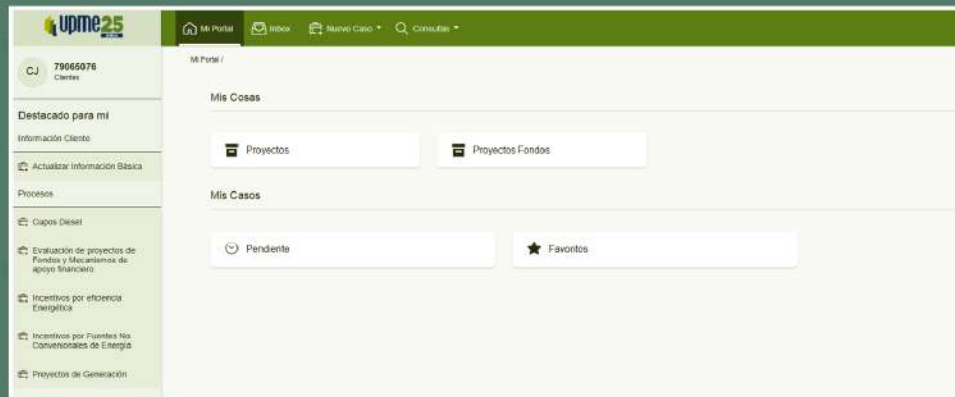 upme25
Mi Portal
Inbox
Nuevo Caso
Consultas
CJ
79065076
Clientes
Mi Portal /
Destacado para mí
Información Cliente
Actualizar Información Básica
Procesos
Cupos Diesel
Evaluación de proyectos de
Fondos y Mecanismos de
apoyo financiero
Incentivos por eficiencia
Energética
Incentivos por Fuentes No
Convenionales de Energía
Proyectos de Generación
Mis Cosas
Proyectos
Proyectos Fondos
Mis Casos
Pendiente
Favoritos